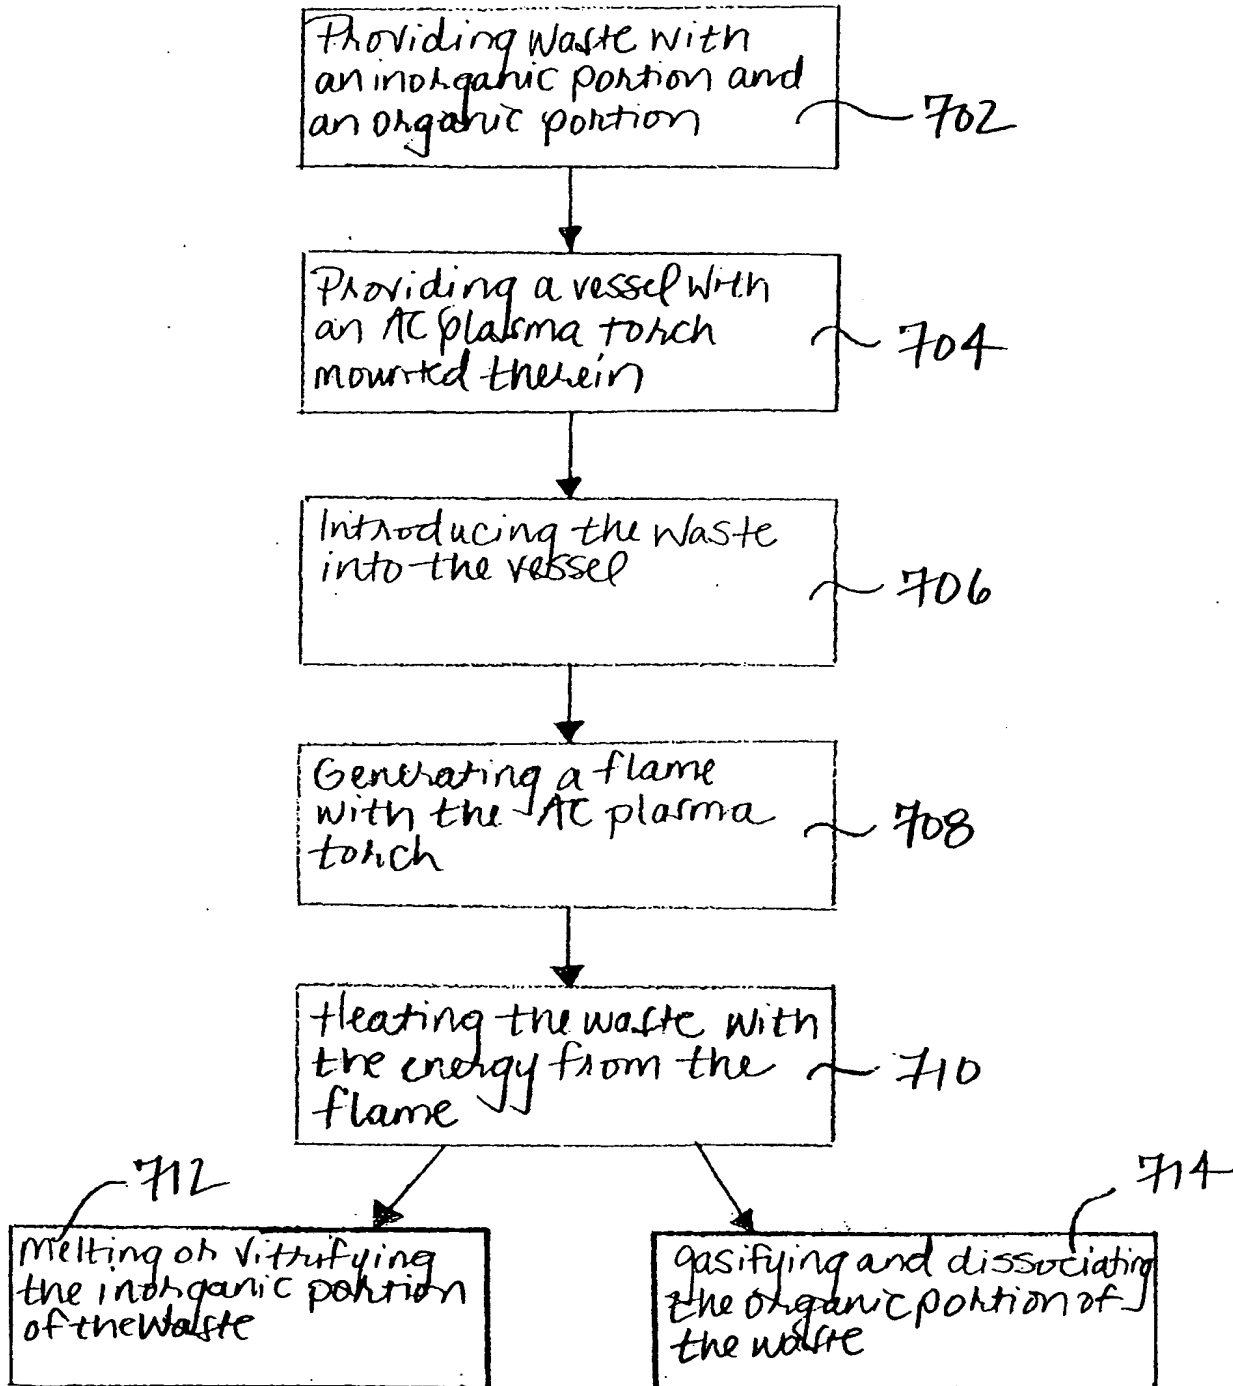 Providing waste with
an inorganic portion and
an organic portion
702
Providing a vessel with
an AC plasma torch
mounted therein
704
Introducing the waste
into the vessel
706
Generating a flame
with the AC plasma
torch
708
Heating the waste with
the energy from the
flame
710
712
714
Melting or vitrifying
the inorganic portion
of the waste
gasifying and dissociating
the organic portion of
the waste